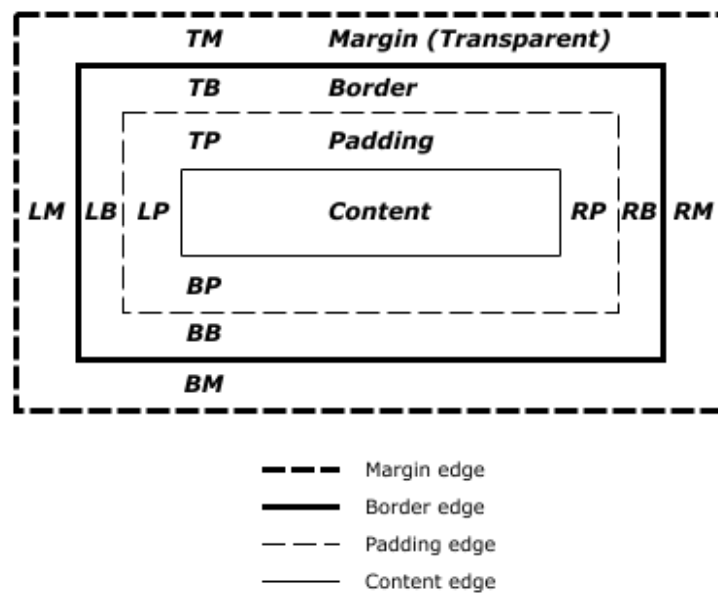 TM Margin (Transparent)
TB Border
TP Padding
LM LB LP Content RP RB RM
BP
BB
BM
Margin edge
Border edge
Padding edge
Content edge